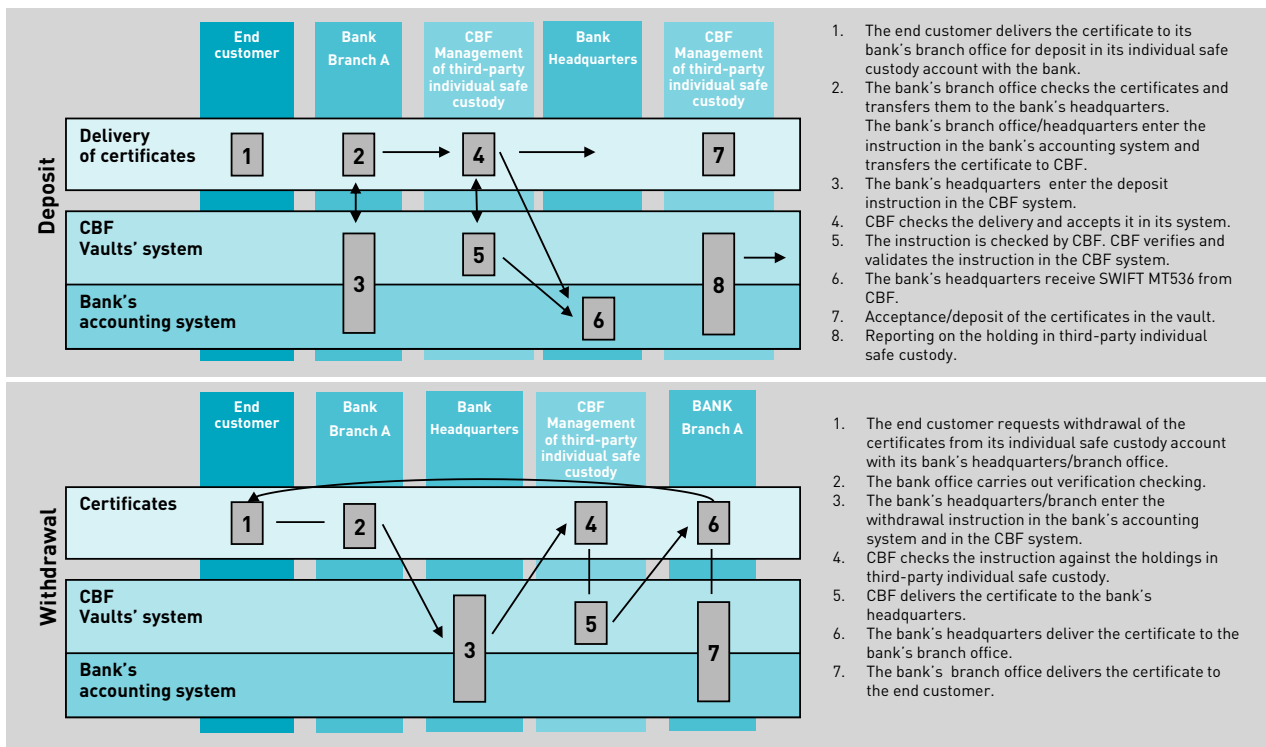 End
customer
Bank
Branch A
CBF
Management
of third-party
individual safe
custody
Bank
Headquarters
CBF
Management
of third-party
individual safe
custody
Deposit
Delivery
of certificates
1
2
4
7
CBF
Vaults’ system
3
5
8
Bank’s
accounting system
6
1. The end customer delivers the certificate to its
bank’s branch office for deposit in its individual safe
custody account with the bank.
2. The bank’s branch office checks the certificates and
transfers them to the bank’s headquarters.
The bank’s branch office/headquarters enter the
instruction in the bank’s accounting system and
transfers the certificate to CBF.
3. The bank’s headquarters enter the deposit
instruction in the CBF system.
4. CBF checks the delivery and accepts it in its system.
5. The instruction is checked by CBF. CBF verifies and
validates the instruction in the CBF system.
6. The bank’s headquarters receive SWIFT MT536 from
CBF.
7. Acceptance/deposit of the certificates in the vault.
8. Reporting on the holding in third-party individual
safe custody.
End
customer
Bank
Branch A
Bank
Headquarters
CBF
Management
of third-party
individual safe
custody
BANK
Branch A
Withdrawal
Certificates
1
2
4
6
CBF
Vaults’ system
3
5
7
Bank’s
accounting system
1. The end customer requests withdrawal of the
certificates from its individual safe custody account
with its bank’s headquarters/branch office.
2. The bank office carries out verification checking.
3. The bank’s headquarters/branch enter the
withdrawal instruction in the bank’s accounting
system and in the CBF system.
4. CBF checks the instruction against the holdings in
third-party individual safe custody.
5. CBF delivers the certificate to the bank’s
headquarters.
6. The bank’s headquarters deliver the certificate to the
bank’s branch office.
7. The bank’s branch office delivers the certificate to
the end customer.